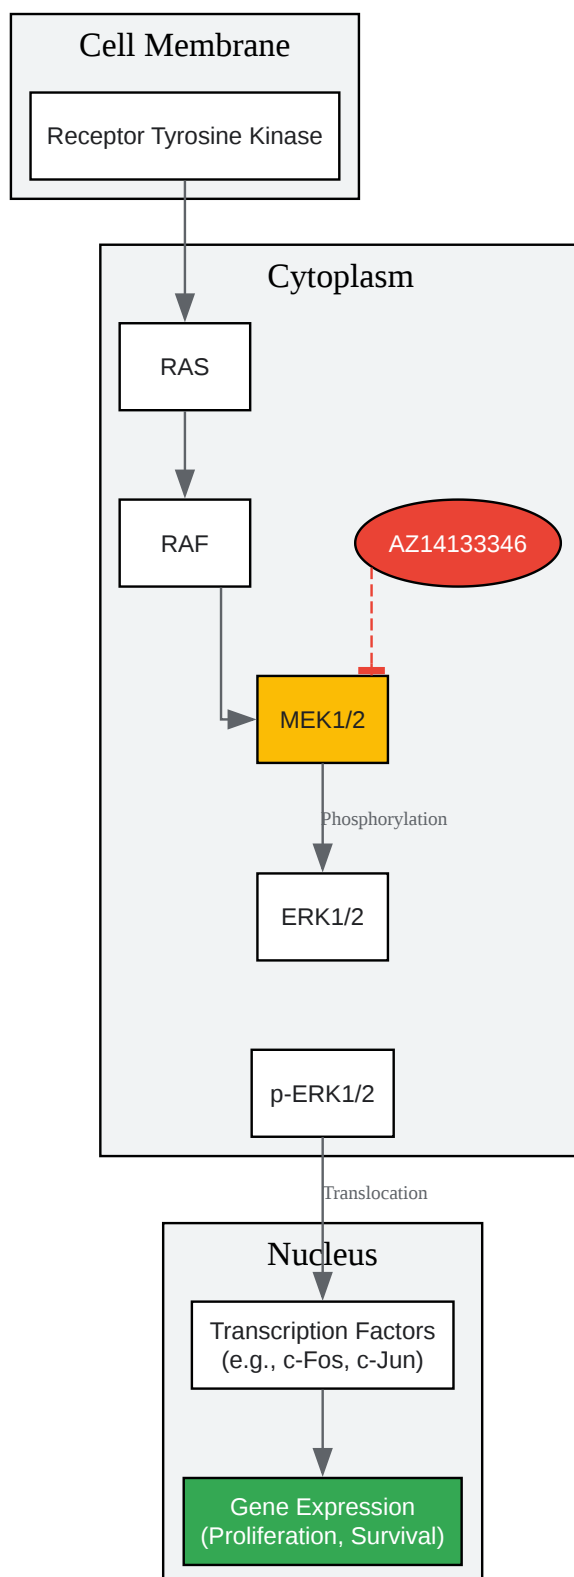 Cell Membrane
Receptor Tyrosine Kinase
Cytoplasm
RAS
RAF
AZ14133346
MEK1/2
Phosphorylation
ERK1/2
p-ERK1/2
Translocation
Nucleus
Transcription Factors
(e.g., c-Fos, c-Jun)
Gene Expression
(Proliferation, Survival)